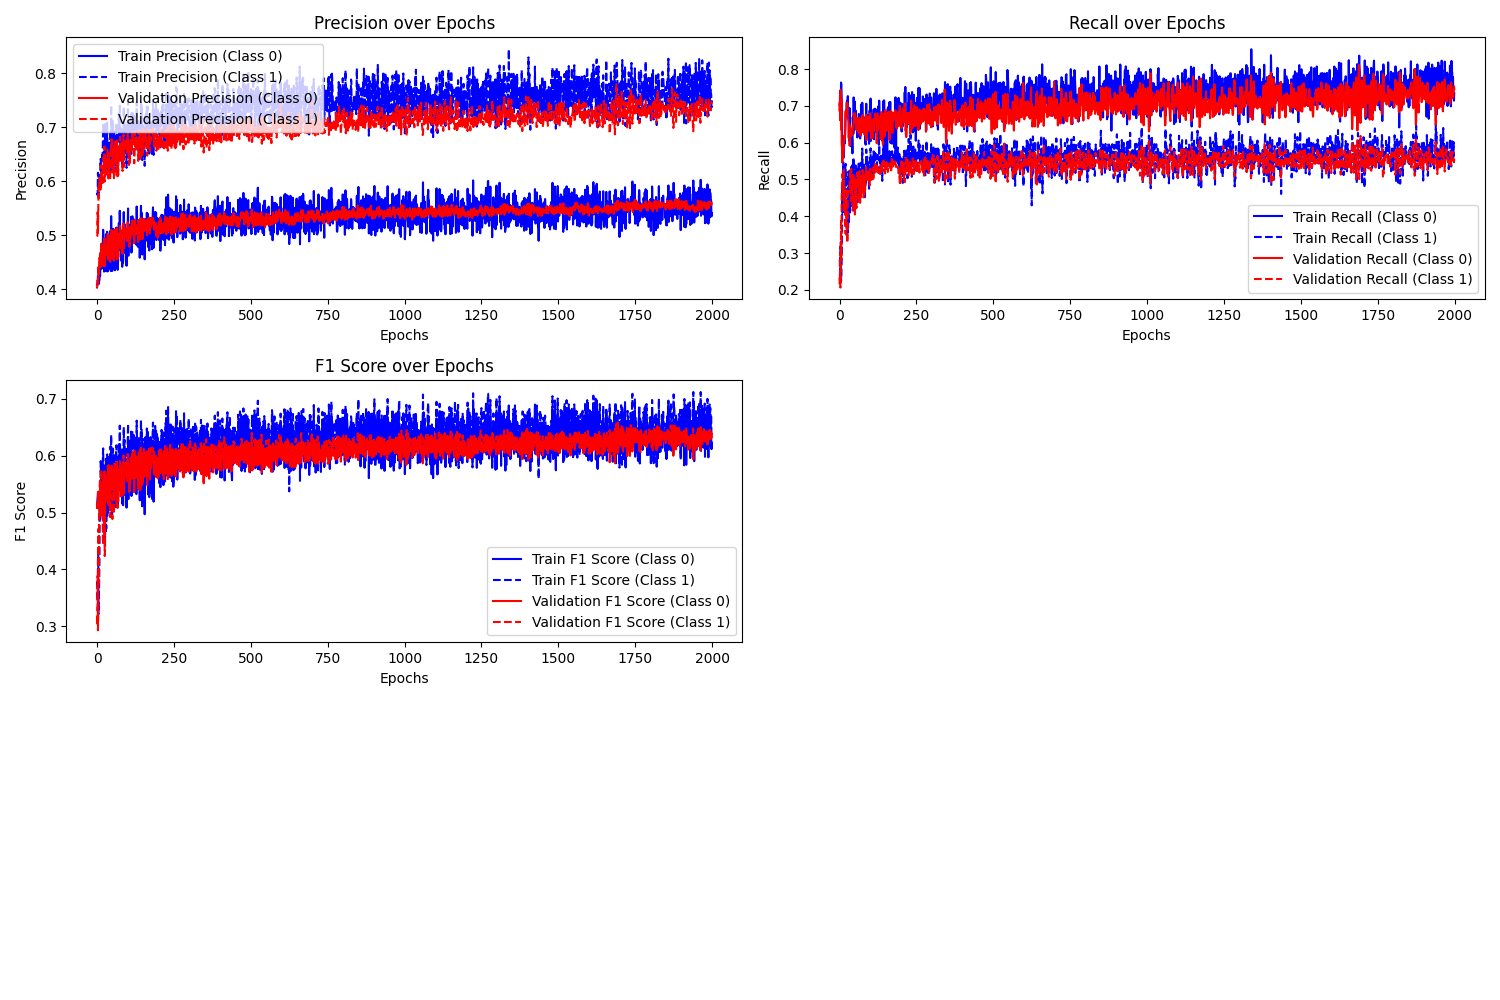 Precision over Epochs
Precision
0.8
0.7
0.6
0.5
0.4
Train Precision (Class 0)
Train Precision (Class 1)
Validation Precision (Class 0)
Validation Precision (Class 1)
0 250 500 750 1000 1250 1500 1750 2000
Epochs
Recall over Epochs
Recall
0.8
0.7
0.6
0.5
0.4
0.3
0.2
Train Recall (Class 0)
Train Recall (Class 1)
Validation Recall (Class 0)
Validation Recall (Class 1)
0 250 500 750 1000 1250 1500 1750 2000
Epochs
F1 Score over Epochs
F1 Score
0.7
0.6
0.5
0.4
0.3
Train F1 Score (Class 0)
Train F1 Score (Class 1)
Validation F1 Score (Class 0)
Validation F1 Score (Class 1)
0 250 500 750 1000 1250 1500 1750 2000
Epochs